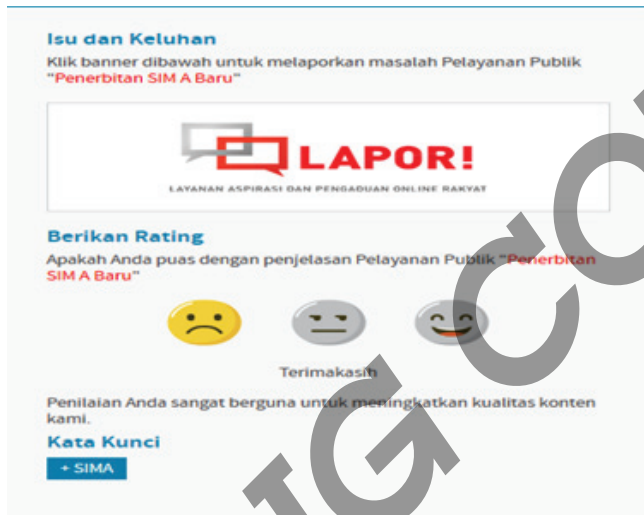 Isu dan Keluhan
Klik banner dibawah untuk melaporkan masalah Pelayanan Publik
"Penerbitan SIM A Baru"
LAPOR!
LAYANAN ASPIRASI DAN PENGADUAN ONLINE RAKYAT
Berikan Rating
Apakah Anda puas dengan penjelasan Pelayanan Publik "Penerbitan
SIM A Baru"
Terimakasih
Penilaian Anda sangat berguna untuk meningkatkan kualitas konten
kami.
Kata Kunci
+ SIMA